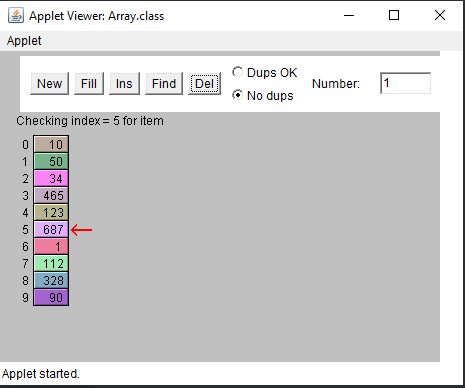 Applet Viewer: Array.class
Applet
New Fill Ins Find Del Dups OK No dups Number: 1
Checking index = 5 for item
0 10
1 50
2 34
3 465
4 123
5 687
6 1
7 112
8 328
9 90
Applet started.